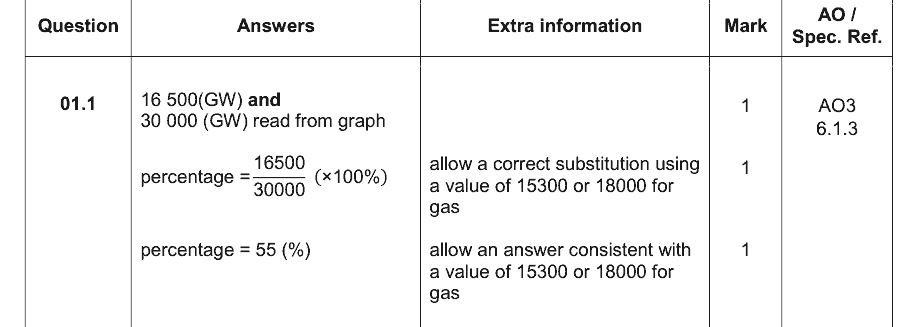 Question Answers Extra information Mark AO /
Spec. Ref.
01.1 16 500(GW) and 1 AO3
30 000 (GW) read from graph 6.1.3
percentage = 16500/30000 (×100%) allow a correct substitution using 1
a value of 15300 or 18000 for
gas
percentage = 55 (%) allow an answer consistent with 1
a value of 15300 or 18000 for
gas